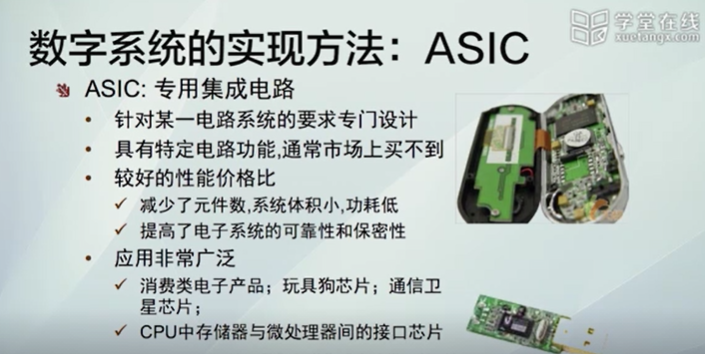 学堂在线
xuetangx.com
数字系统的实现方法：ASIC
ASIC: 专用集成电路
• 针对某一电路系统的要求专门设计
• 具有特定电路功能,通常市场上买不到
• 较好的性能价格比
✓ 减少了元件数,系统体积小,功耗低
✓ 提高了电子系统的可靠性和保密性
• 应用非常广泛
✓ 消费类电子产品；玩具狗芯片；通信卫
星芯片；
✓ CPU中存储器与微处理器间的接口芯片